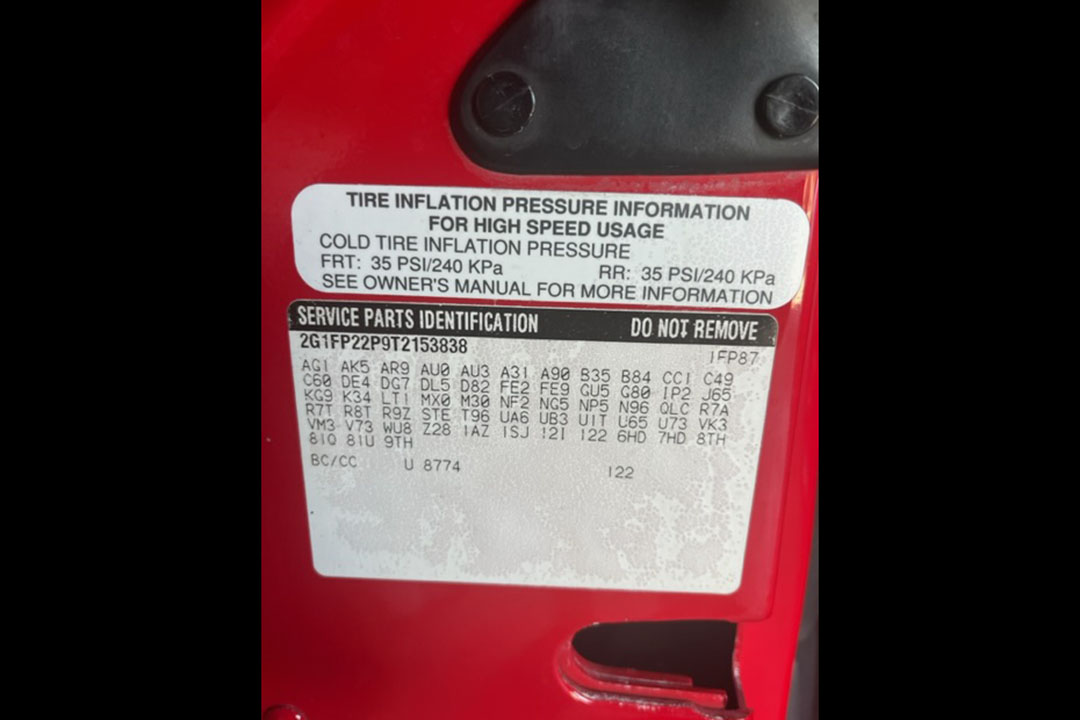 TIRE INFLATION PRESSURE INFORMATION
FOR HIGH SPEED USAGE
COLD TIRE INFLATION PRESSURE
FRT: 35 PSI/240 KPa RR: 35 PSI/240 KPa
SEE OWNER'S MANUAL FOR MORE INFORMATION
SERVICE PARTS IDENTIFICATION DO NOT REMOVE
2G1FP22P9T2153838 1FP87
AG1 AK5 AR9 AU0 AU3 A31 A90 B35 B84 CC1 C49
C60 DE4 DG7 DL5 D82 FE2 FE9 GU5 G80 IP2 J65
KG9 K34 LT1 MX0 M30 NF2 NG5 NP5 N96 QLC R7A
R7T R8T R9Z STE T96 UA6 UB3 U1T U65 U73 VK3
VM3 V73 WU8 Z28 1AZ 1SJ 12I 122 6HD 7HD 8TH
810 81U 9TH
BC/CC U 8774 122